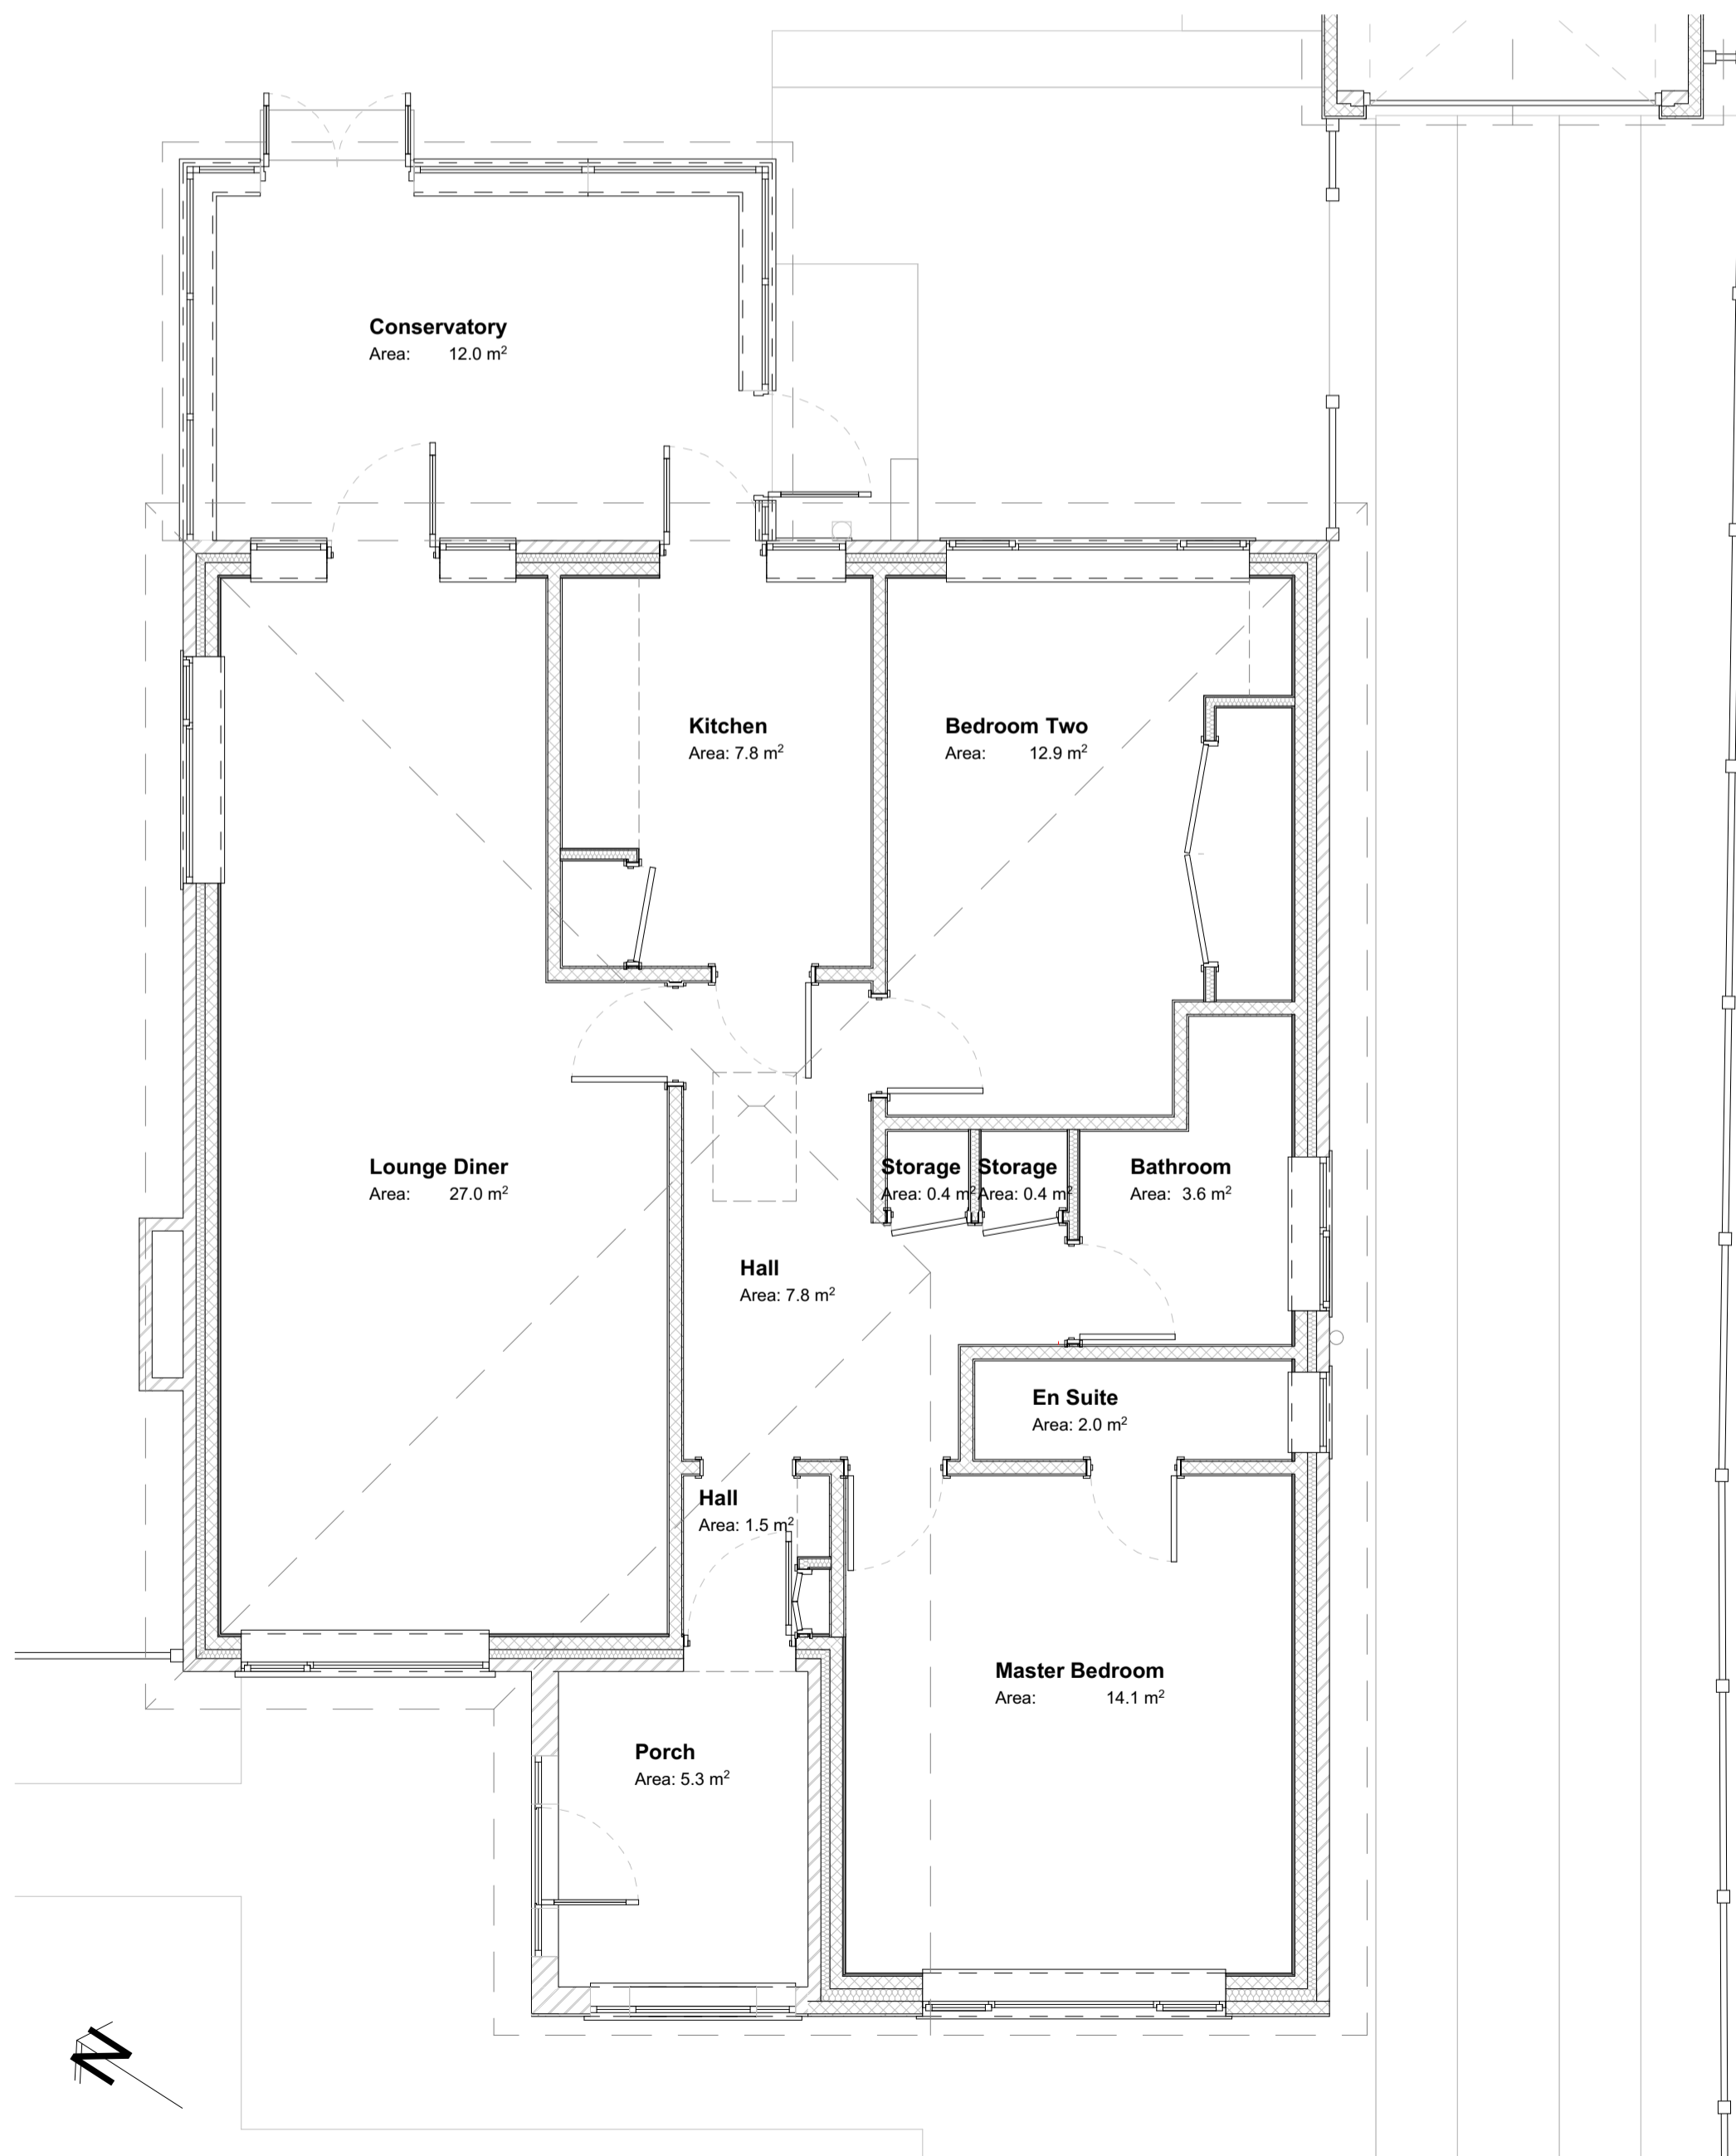 Conservatory
Area: 12.0 m²
Kitchen
Area: 7.8 m²
Bedroom Two
Area: 12.9 m²
Lounge Diner
Area: 27.0 m²
Storage
Area: 0.4 m²
Storage
Area: 0.4 m²
Bathroom
Area: 3.6 m²
Hall
Area: 7.8 m²
En Suite
Area: 2.0 m²
Hall
Area: 1.5 m²
Master Bedroom
Area: 14.1 m²
Porch
Area: 5.3 m²
N